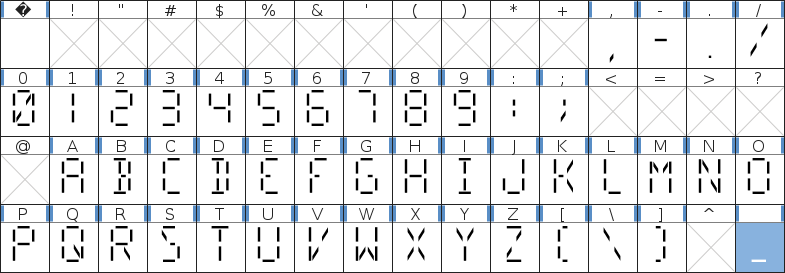 � ! " # $ % & ' ( ) * + , - . /
, - . /
0 1 2 3 4 5 6 7 8 9 : ; < = > ?
0 1 2 3 4 5 6 7 8 9 : ;
@ A B C D E F G H I J K L M N O
A B C D E F G H I J K L M N O
P Q R S T U V W X Y Z [ \ ] ^
P Q R S T U V W X Y Z [ \ ] _